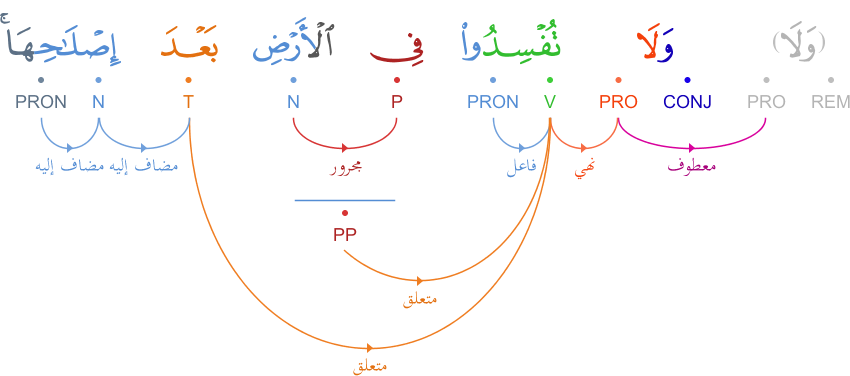 (وَلَا) وَلَا تُفْسِدُوا۟ فِى ٱلْأَرْضِ بَعْدَ إِصْلَـٰحِهَا ۚ
REM PRO CONJ PRO V PRON P N T N PRON
معطوف نهي فاعل مجرور مضاف إليه مضاف إليه
PP
متعلق
متعلق